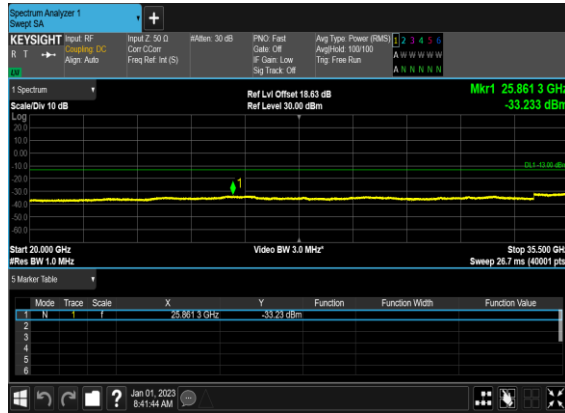 Spectrum Analyzer 1
Swept SA
+
KEYSIGHT Input: RF Input Z: 50 Ω #Atten: 30 dB PNO: Fast Avg Type: Power (RMS) 1 2 3 4 5 6
R T Coupling: DC Corr CCorr Gate: Off Avg|Hold: 100/100 A W W W W W
Align: Auto Freq Ref: Int (S) IF Gain: Low Trig: Free Run
Sig Track: Off A N N N N N
1 Spectrum Ref Lvl Offset 18.63 dB Mkr1 25.861 3 GHz
Scale/Div 10 dB Ref Level 30.00 dBm -33.233 dBm
Log
20.0
10.0
0.00
-10.0 DL1 -13.00 dBm
-20.0
-30.0 1
-40.0
-50.0
-60.0
Start 20.000 GHz Video BW 3.0 MHz* Stop 35.500 GHz
#Res BW 1.0 MHz Sweep 26.7 ms (40001 pts)
5 Marker Table
Mode Trace Scale X Y Function Function Width Function Value
1 N 1 f 25.861 3 GHz -33.23 dBm
2
3
4
5
6
? Jan 01, 2023
8:41:44 AM